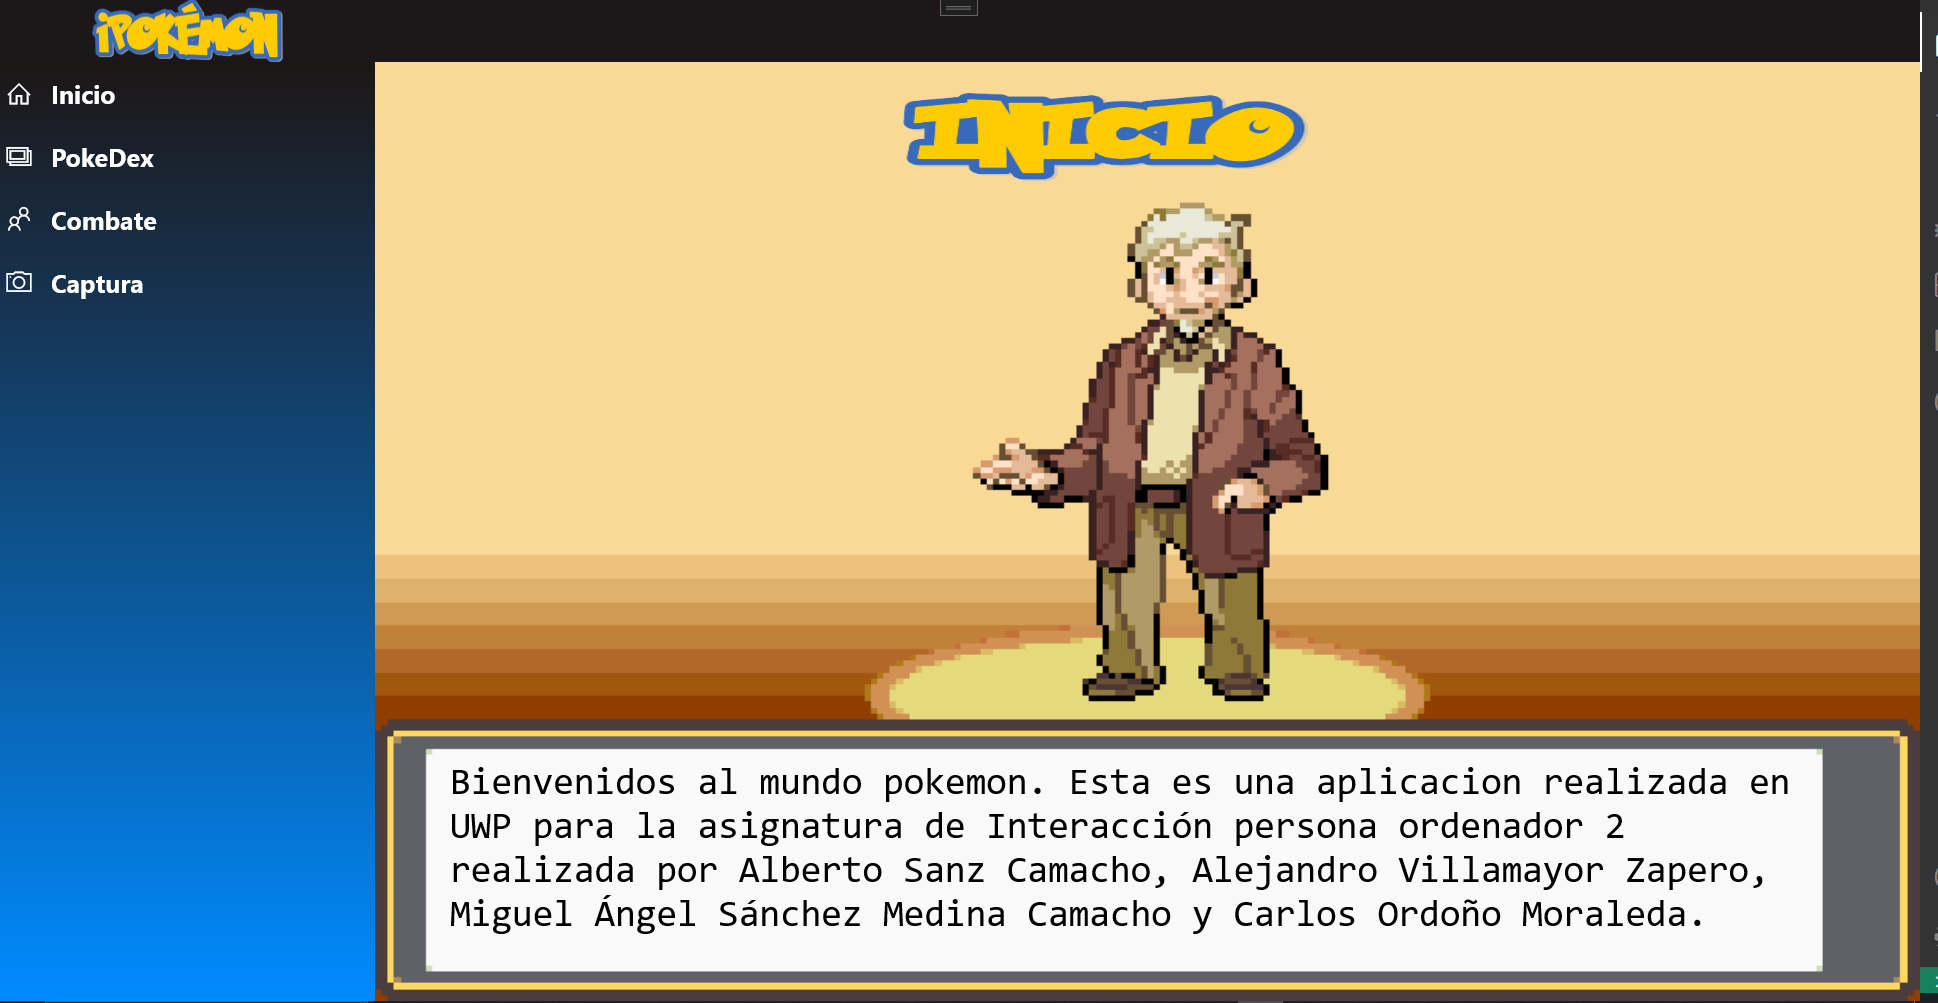 iPOKÉMON
Inicio
PokeDex
Combate
Captura
INICIO
Bienvenidos al mundo pokemon. Esta es una aplicacion realizada en
UWP para la asignatura de Interacción persona ordenador 2
realizada por Alberto Sanz Camacho, Alejandro Villamayor Zapero,
Miguel Ángel Sánchez Medina Camacho y Carlos Ordoño Moraleda.